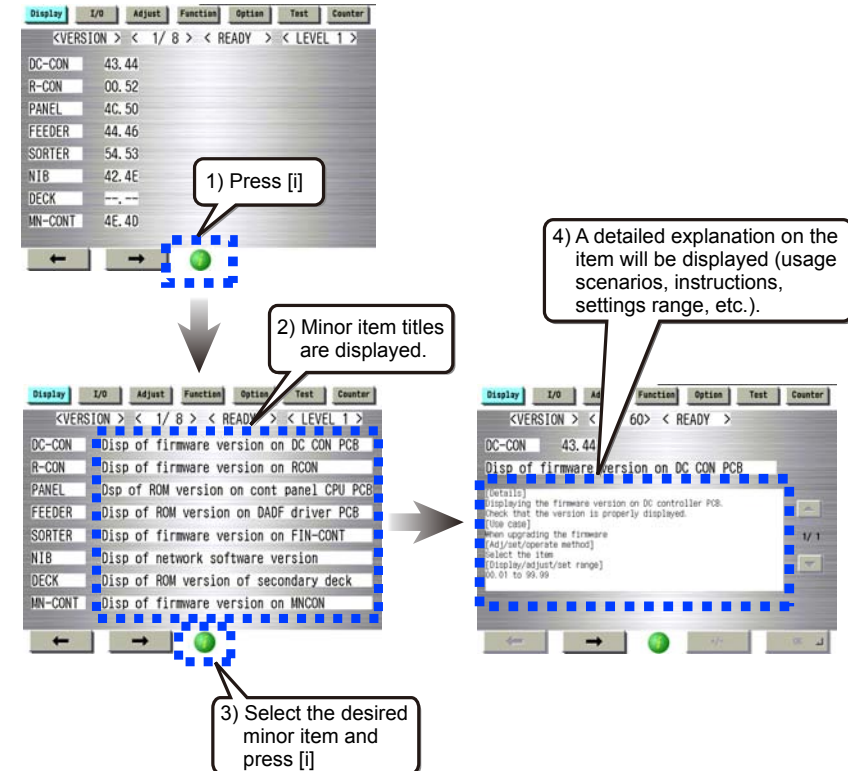 Display I/O Adjust Function Option Test Counter
<VERSION > < 1/ 8 > < READY > < LEVEL 1 >
DC-CON 43.44
R-CON 00.52
PANEL 4C.50
FEEDER 44.46
SORTER 54.53
NIB 42.4E
DECK --.--
MN-CONT 4E.4D
1) Press [i]
2) Minor item titles
are displayed.
Display I/O Adjust Function Option Test Counter
<VERSION > < 1/ 8 > < READY > < LEVEL 1 >
DC-CON Disp of firmware version on DC CON PCB
R-CON Disp of firmware version on RCON
PANEL Dsp of ROM version on cont panel CPU PCB
FEEDER Disp of ROM version on DADF driver PCB
SORTER Disp of firmware version on FIN-CONT
NIB Disp of network software version
DECK Disp of ROM version of secondary deck
MN-CONT Disp of firmware version on MNCON
3) Select the desired
minor item and
press [i]
4) A detailed explanation on the
item will be displayed (usage
scenarios, instructions,
settings range, etc.).
Display I/O Function Option Test Counter
<VERSION > < 60> < READY >
DC-CON 43.44
Disp of firmware version on DC CON PCB
[Details]
Displaying the firmware version on DC controller PCB.
Check that the version is properly displayed.
[Use case]
When upgrading the firmware
[Adj/set/operate method]
Select the item
[Display/adjust/set range]
00.01 to 99.99
1/ 1
+/-
OK